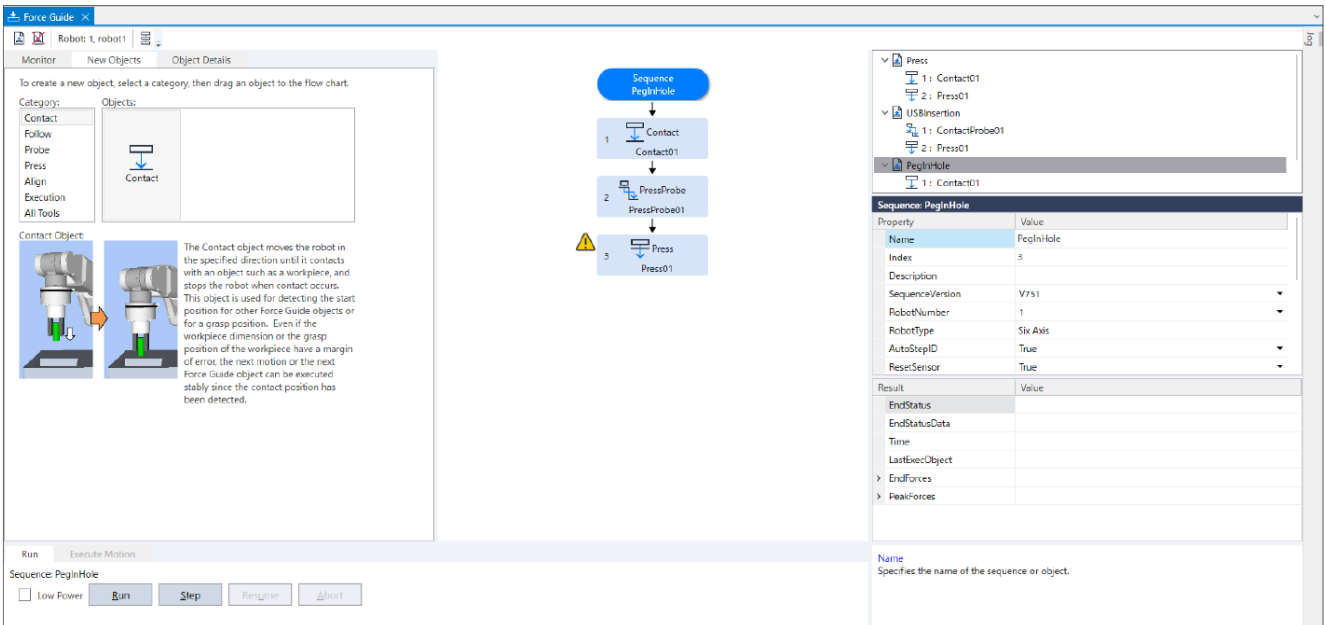 Force Guide
Robot: 1, robot1
Jog
Monitor
New Objects
Object Details
To create a new object, select a category, then drag an object to the flow chart.
Category:
Objects:
Contact
Follow
Probe
Press
Align
Execution
All Tools
Contact
Contact Object:
The Contact object moves the robot in
the specified direction until it contacts
with an object such as a workpiece, and
stops the robot when contact occurs.
This object is used for detecting the start
position for other Force Guide objects or
for a grasp position.  Even if the
workpiece dimension or the grasp
position of the workpiece have a margin
of error, the next motion or the next
Force Guide object can be executed
stably since the contact position has
been detected.
Sequence
PegInHole
1
Contact
Contact01
2
PressProbe
PressProbe01
3
Press
Press01
Press
1 : Contact01
2 : Press01
USBInsertion
1 : ContactProbe01
2 : Press01
PegInHole
1 : Contact01
Sequence: PegInHole
Property Value
Name PegInHole
Index 3
Description
SequenceVersion V751
RobotNumber 1
RobotType Six Axis
AutoStepID True
ResetSensor True
Result Value
EndStatus
EndStatusData
Time
LastExecObject
EndForces
PeakForces
Name
Specifies the name of the sequence or object.
Run
Execute Motion
Sequence: PegInHole
Low Power
Run
Step
Resume
Abort